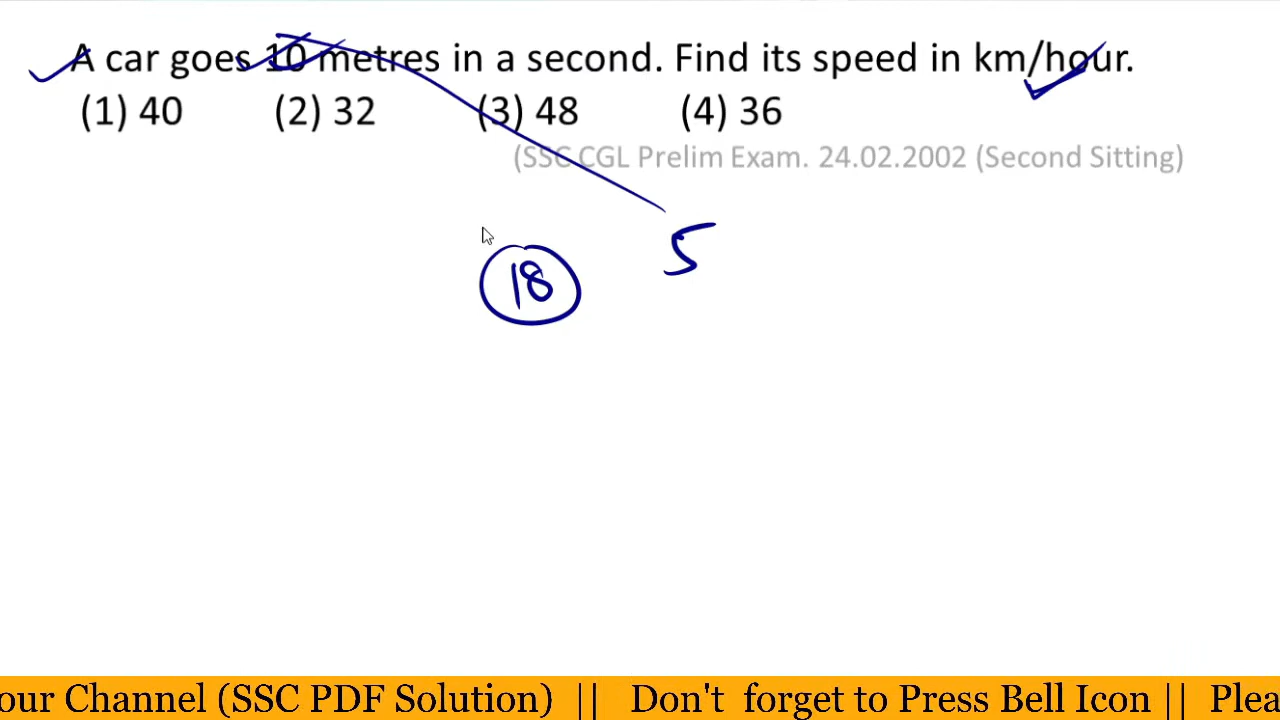 A car goes 10 metres in a second. Find its speed in km/hour.
(1) 40 (2) 32 (3) 48 (4) 36
(SSC CGL Prelim Exam. 24.02.2002 (Second Sitting)
5
18
our Channel (SSC PDF Solution) || Don't forget to Press Bell Icon || Plea